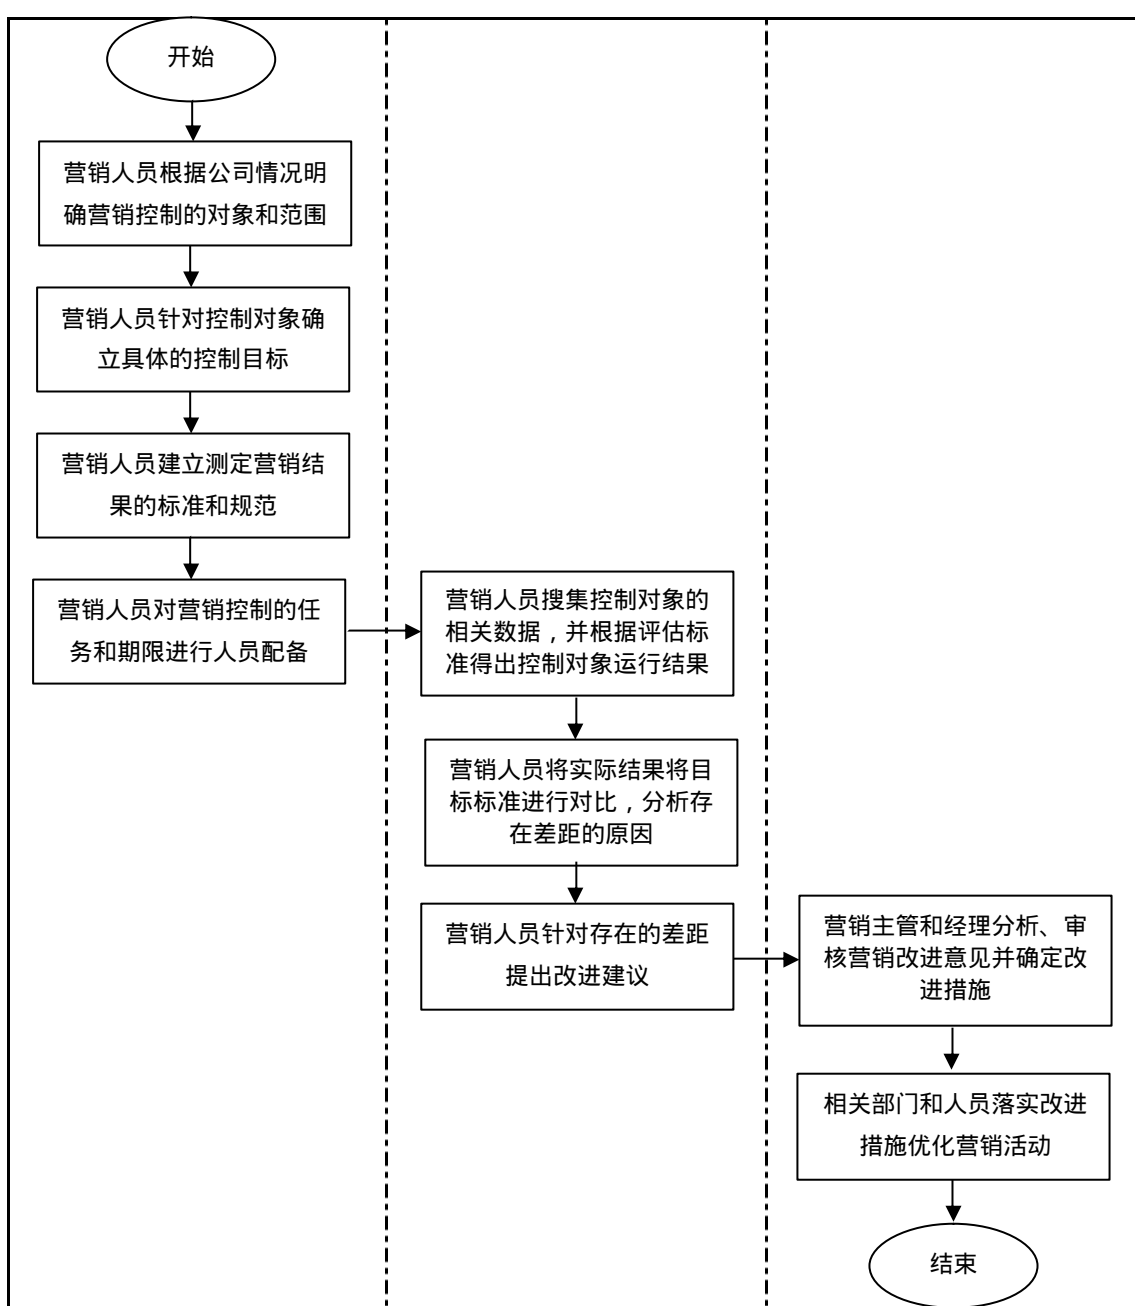 开始
营销人员根据公司情况明
确营销控制的对象和范围
营销人员针对控制对象确
立具体的控制目标
营销人员建立测定营销结
果的标准和规范
营销人员对营销控制的任
务和期限进行人员配备
营销人员搜集控制对象的
相关数据，并根据评估标
准得出控制对象运行结果
营销人员将实际结果将目
标标准进行对比，分析存
在差距的原因
营销人员针对存在的差距
提出改进建议
营销主管和经理分析、审
核营销改进意见并确定改
进措施
相关部门和人员落实改进
措施优化营销活动
结束